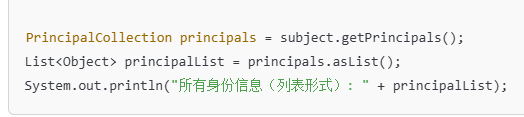 PrincipalCollection principals = subject.getPrincipals();
List<Object> principalList = principals.asList();
System.out.println("所有身份信息（列表形式）: " + principalList);